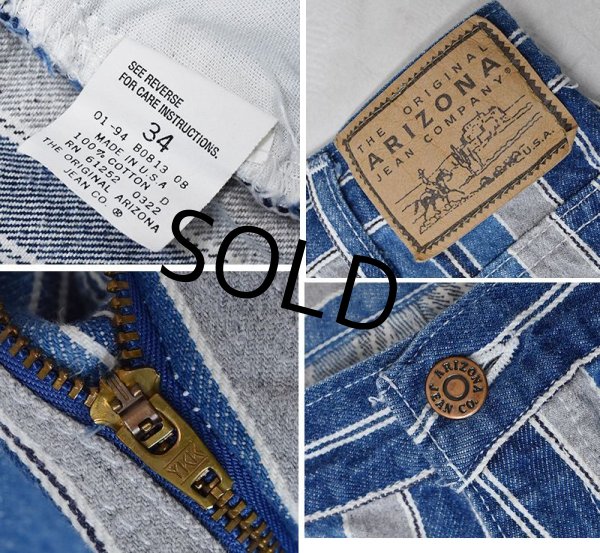 SEE REVERSE
FOR CARE INSTRUCTIONS.
34
01-94 B0813 08
MADE IN U.S.A
100% COTTON D
RN 61252 0322
THE ORIGINAL ARIZONA
JEAN CO. ®
THE ORIGINAL
ARIZONA
JEAN COMPANY®
U.S.A.
SOLD
YKK
ARIZONA
JEAN CO.